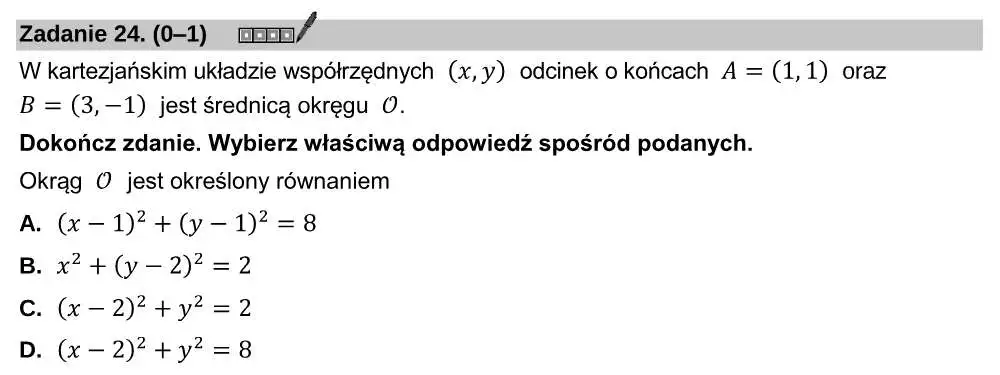 Zadanie 24. (0–1)
W kartezjańskim układzie współrzędnych (x, y) odcinek o końcach A = (1, 1) oraz
B = (3, −1) jest średnicą okręgu 𝒪.
Dokończ zdanie. Wybierz właściwą odpowiedź spośród podanych.
Okrąg 𝒪 jest określony równaniem
A. (x − 1)² + (y − 1)² = 8
B. x² + (y − 2)² = 2
C. (x − 2)² + y² = 2
D. (x − 2)² + y² = 8